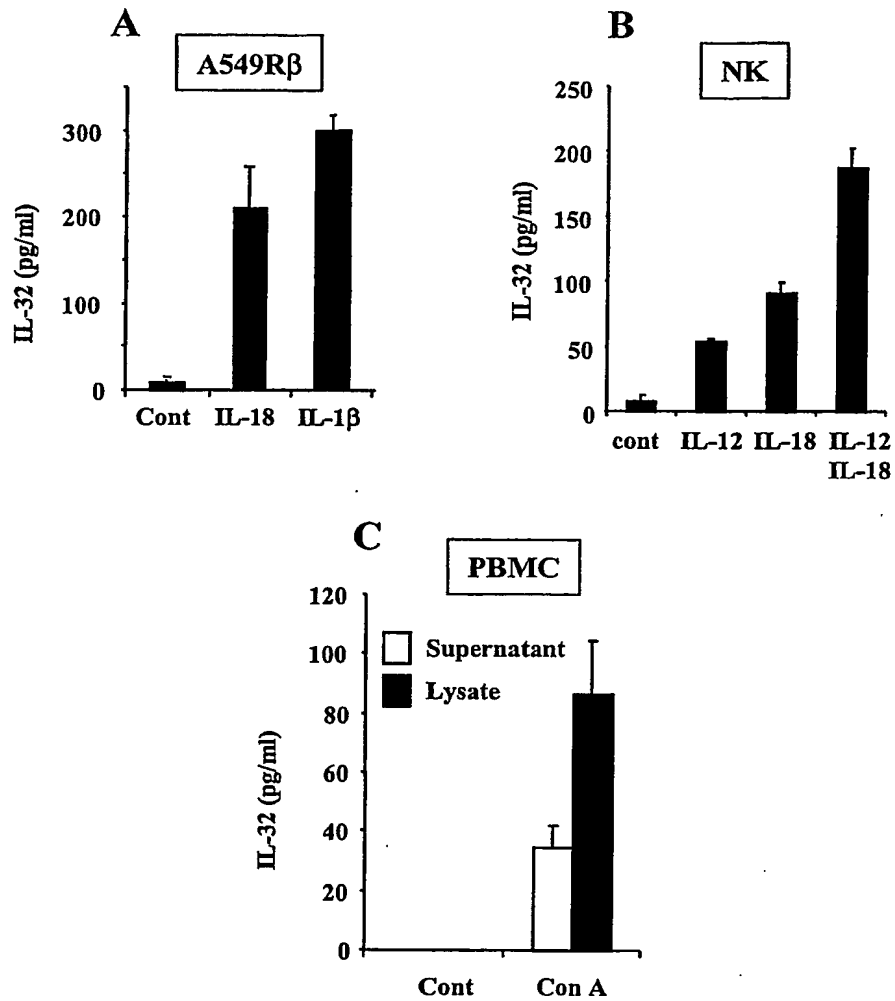 A
A549Rβ
IL-32 (pg/ml)
300
200
100
0
Cont IL-18 IL-1β
B
NK
IL-32 (pg/ml)
250
200
150
100
50
0
cont IL-12 IL-18 IL-12
IL-18
C
PBMC
IL-32 (pg/ml)
120
100
80
60
40
20
0
Supernatant
Lysate
Cont Con A